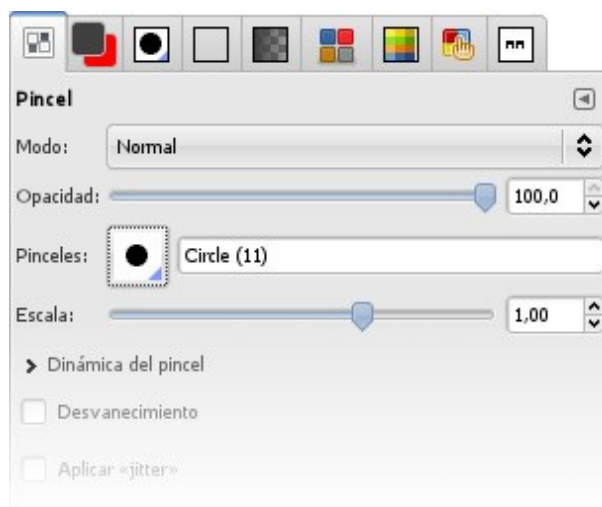 Pincel
Modo: Normal
Opacidad: 100,0
Pinceles: Circle (11)
Escala: 1,00
Dinámica del pincel
Desvanecimiento
Aplicar «jitter»